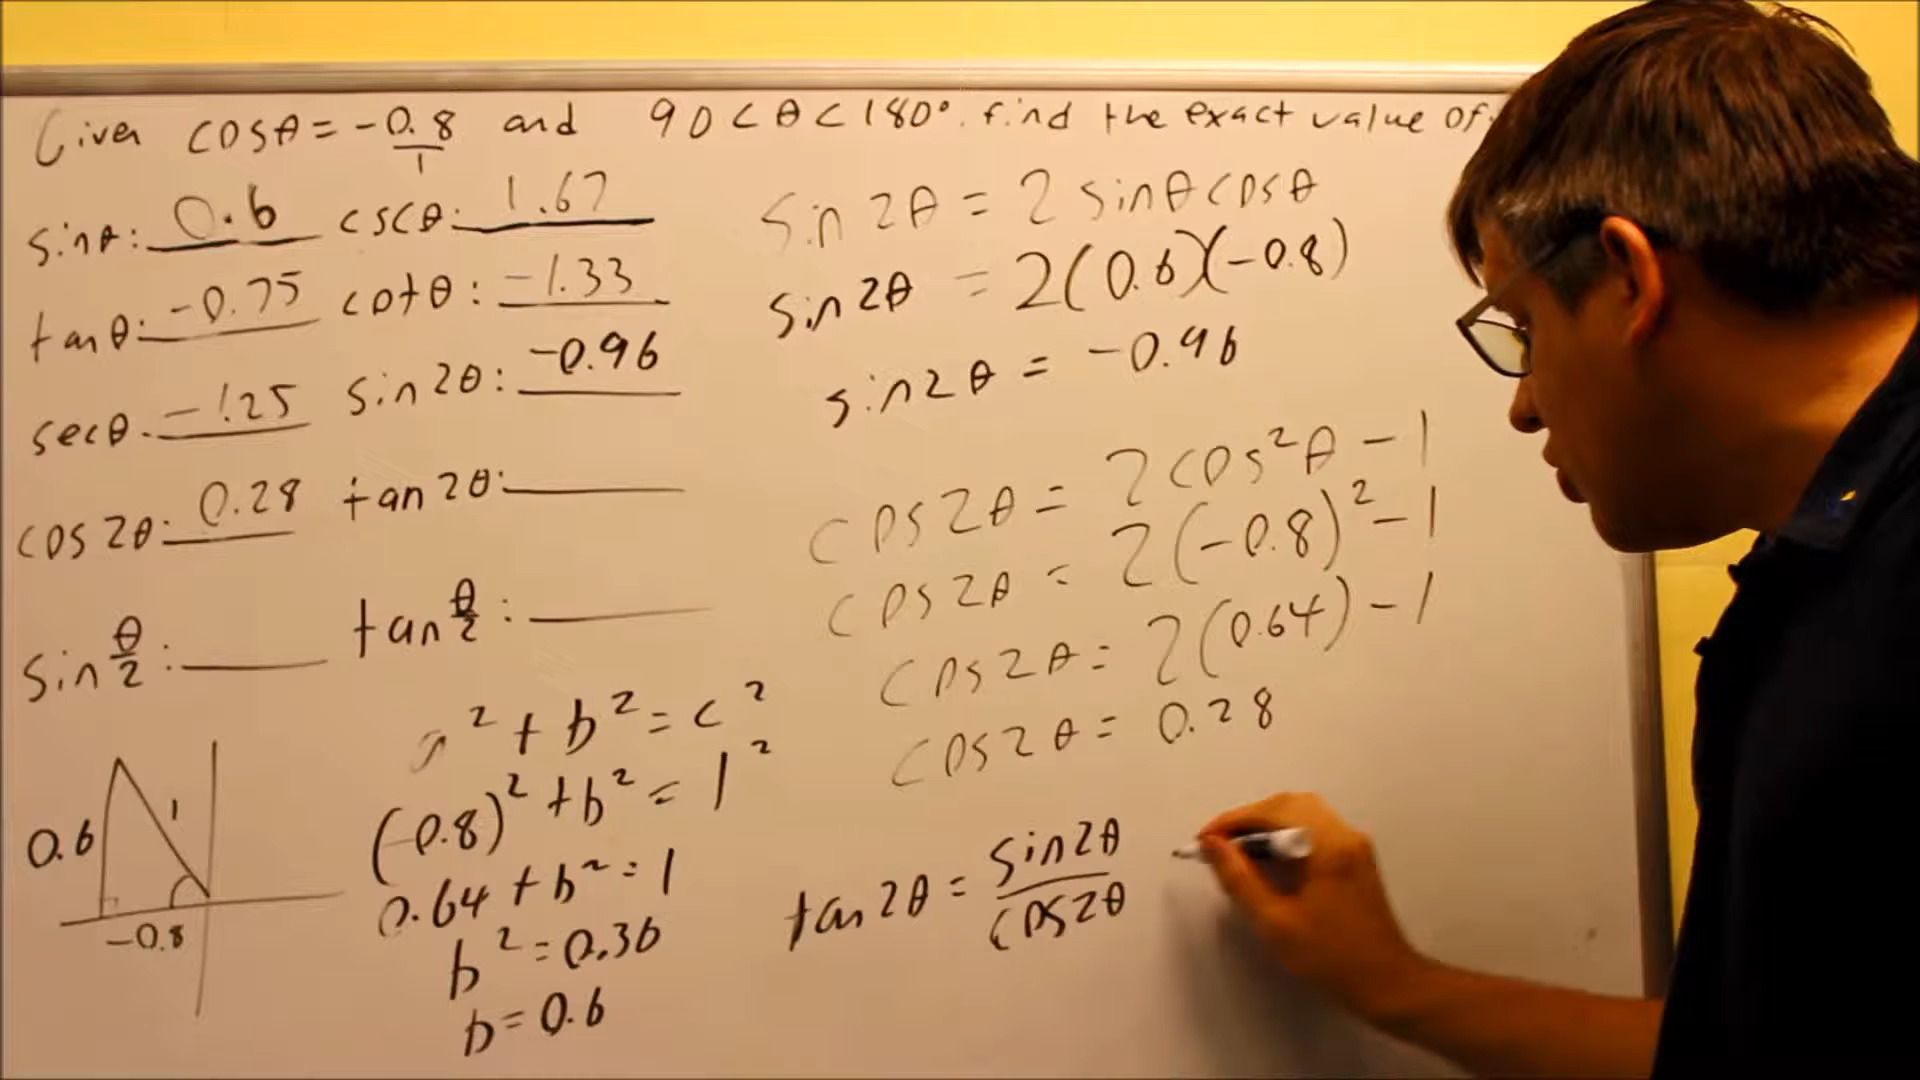 Given cosθ = -0.8/1 and 90 < θ < 180°. find the exact value of:
sinθ: 0.6 cscθ: 1.67
tanθ: -0.75 cotθ: -1.33
secθ: -1.25 sin2θ: -0.96
cos2θ: 0.28 tan2θ:
sin θ/2: tan θ/2:
a² + b² = c²
(-0.8)² + b² = 1²
0.64 + b² = 1
b² = 0.36
b = 0.6
0.6
1
-0.8
sin2θ = 2 sinθ cosθ
sin2θ = 2(0.6)(-0.8)
sin2θ = -0.96
cos2θ = 2cos²θ - 1
cos2θ = 2(-0.8)² - 1
cos2θ = 2(0.64) - 1
cos2θ = 0.28
tan2θ = sin2θ/cos2θ